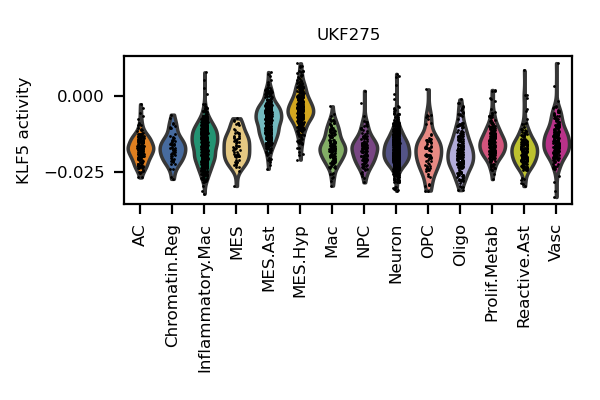 UKF275
KLF5 activity
0.000
−0.025
AC
Chromatin.Reg
Inflammatory.Mac
MES
MES.Ast
MES.Hyp
Mac
NPC
Neuron
OPC
Oligo
Prolif.Metab
Reactive.Ast
Vasc